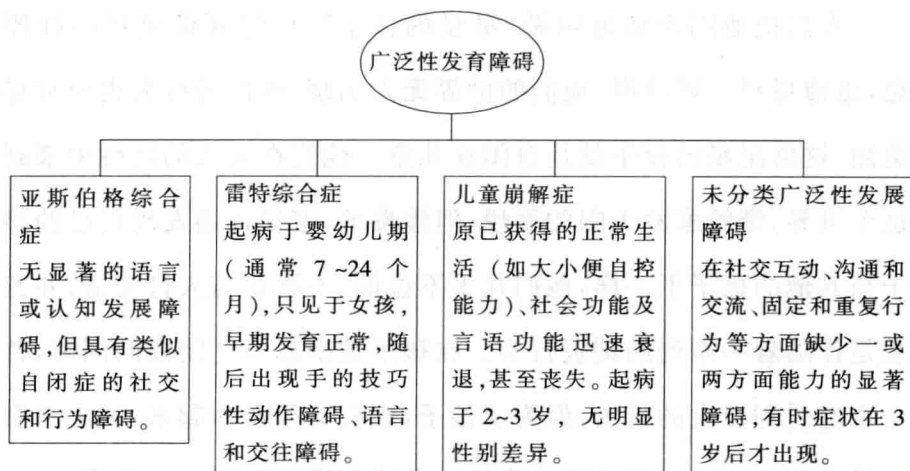 广泛性发育障碍
亚斯伯格综合
症
无显著的语言
或认知发展障
碍,但具有类似
自闭症的社交
和行为障碍。
雷特综合症
起病于婴幼儿期
(通常 7~24 个
月),只见于女孩,
早期发育正常,随
后出现手的技巧
性动作障碍、语言
和交往障碍。
儿童崩解症
原已获得的正常生
活(如大小便自控
能力)、社会功能及
言语功能迅速衰
退,甚至丧失。起病
于2-3岁,无明显
性别差异。
未分类广泛性发展
障碍
在社交互动、沟通和
交流、固定和重复行
为等方面缺少一或
两方面能力的显著
障碍,有时症状在 3
岁后才出现。